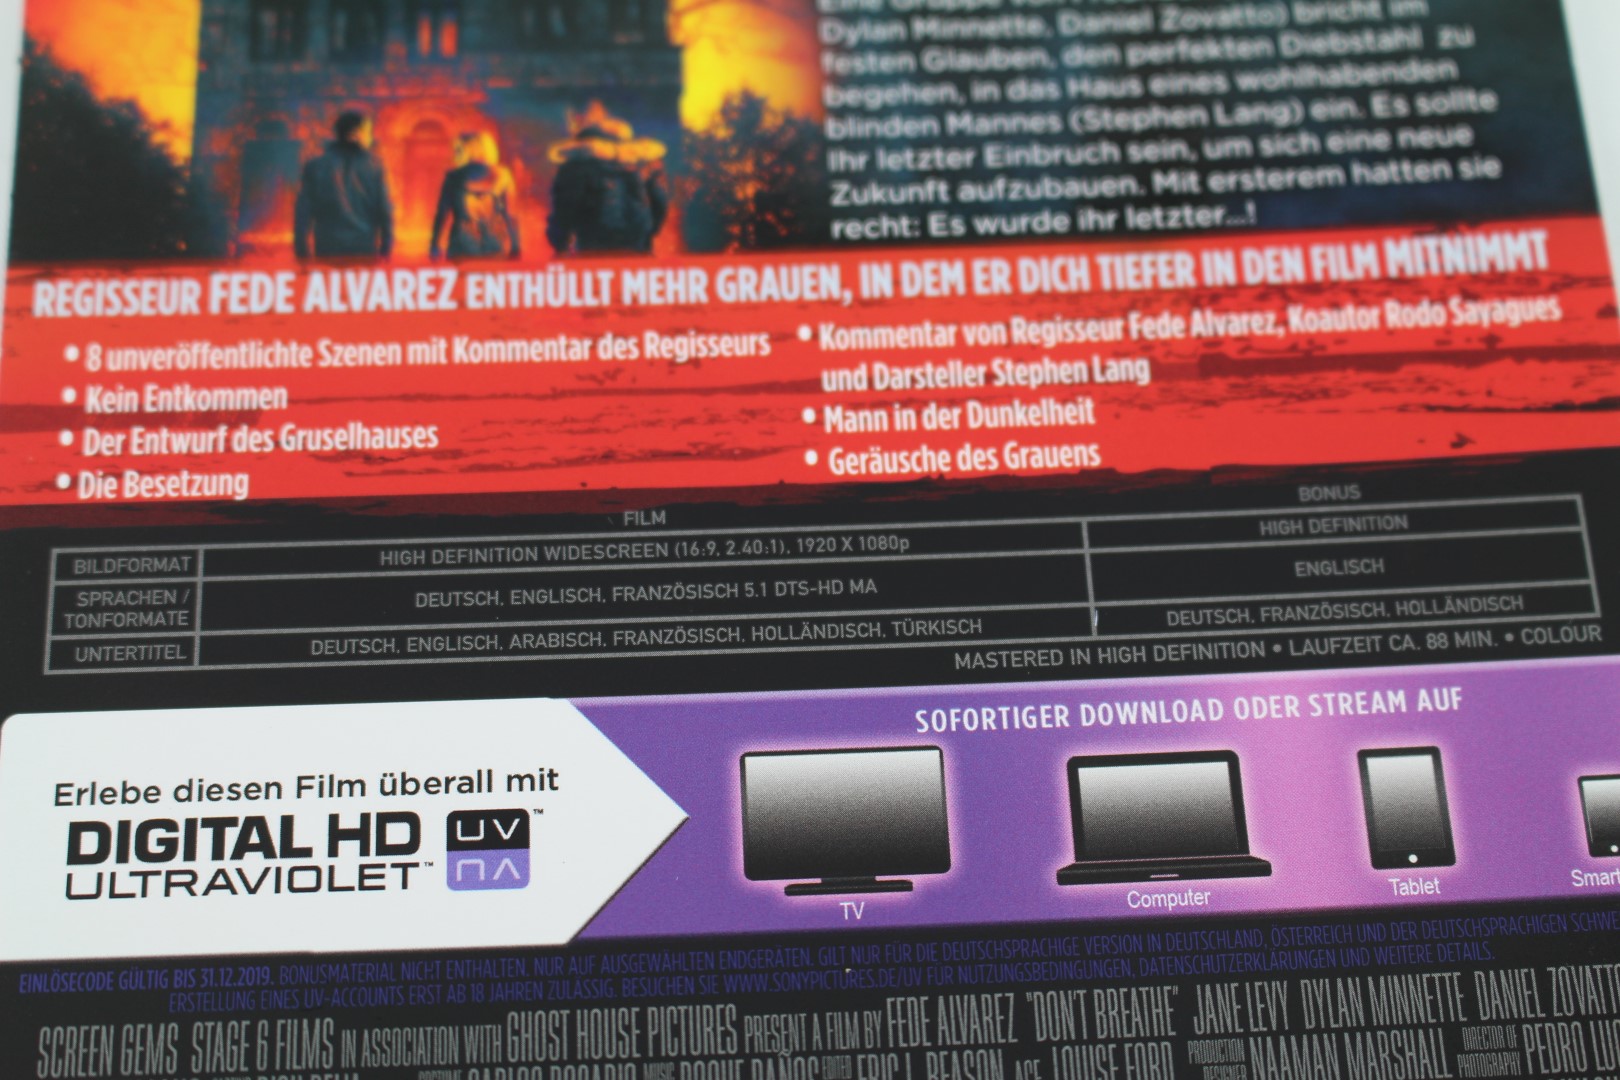 Dylan Minnette, Daniel Zovatto) bricht im
festen Glauben, den perfekten Diebstahl zu
begehen, in das Haus eines wohlhabenden
blinden Mannes (Stephen Lang) ein. Es sollte
Ihr letzter Einbruch sein, um sich eine neue
Zukunft aufzubauen. Mit ersterem hatten sie
recht: Es wurde ihr letzter...!
REGISSEUR FEDE ALVAREZ ENTHÜLLT MEHR GRAUEN, IN DEM ER DICH TIEFER IN DEN FILM MITNIMMT
• 8 unveröffentlichte Szenen mit Kommentar des Regisseurs
• Kein Entkommen
• Der Entwurf des Gruselhauses
• Die Besetzung
• Kommentar von Regisseur Fede Alvarez, Koautor Rodo Sayagues
und Darsteller Stephen Lang
• Mann in der Dunkelheit
• Geräusche des Grauens
FILM BONUS
BILDFORMAT HIGH DEFINITION WIDESCREEN (16:9, 2.40:1), 1920 X 1080p HIGH DEFINITION
SPRACHEN /
TONFORMATE DEUTSCH, ENGLISCH, FRANZÖSISCH 5.1 DTS-HD MA ENGLISCH
UNTERTITEL DEUTSCH, ENGLISCH, ARABISCH, FRANZÖSISCH, HOLLÄNDISCH, TÜRKISCH DEUTSCH, FRANZÖSISCH, HOLLÄNDISCH
MASTERED IN HIGH DEFINITION • LAUFZEIT CA. 88 MIN. • COLOUR
SOFORTIGER DOWNLOAD ODER STREAM AUF
Erlebe diesen Film überall mit
DIGITAL HD
ULTRAVIOLET™
UV™
TV
Computer
Tablet
Smart
EINLÖSECODE GÜLTIG BIS 31.12.2019. BONUSMATERIAL NICHT ENTHALTEN. NUR AUF AUSGEWÄHLTEN ENDGERÄTEN. GILT NUR FÜR DIE DEUTSCHSPRACHIGE VERSION IN DEUTSCHLAND, ÖSTERREICH UND DER DEUTSCHSPRACHIGEN SCHWE
ERSTELLUNG EINES UV-ACCOUNTS ERST AB 18 JAHREN ZULÄSSIG. BESUCHEN SIE WWW.SONYPICTURES.DE/UV FÜR NUTZUNGSBEDINGUNGEN, DATENSCHUTZERKLÄRUNGEN UND WEITERE DETAILS.
SCREEN GEMS STAGE 6 FILMS IN ASSOCIATION WITH GHOST HOUSE PICTURES PRESENT A FILM BY FEDE ALVAREZ "DON'T BREATHE" JANE LEVY DYLAN MINNETTE DANIEL ZOVATTO
PRODUCTION DESIGNER NAAMAN MARSHALL DIRECTOR OF PHOTOGRAPHY PEDRO